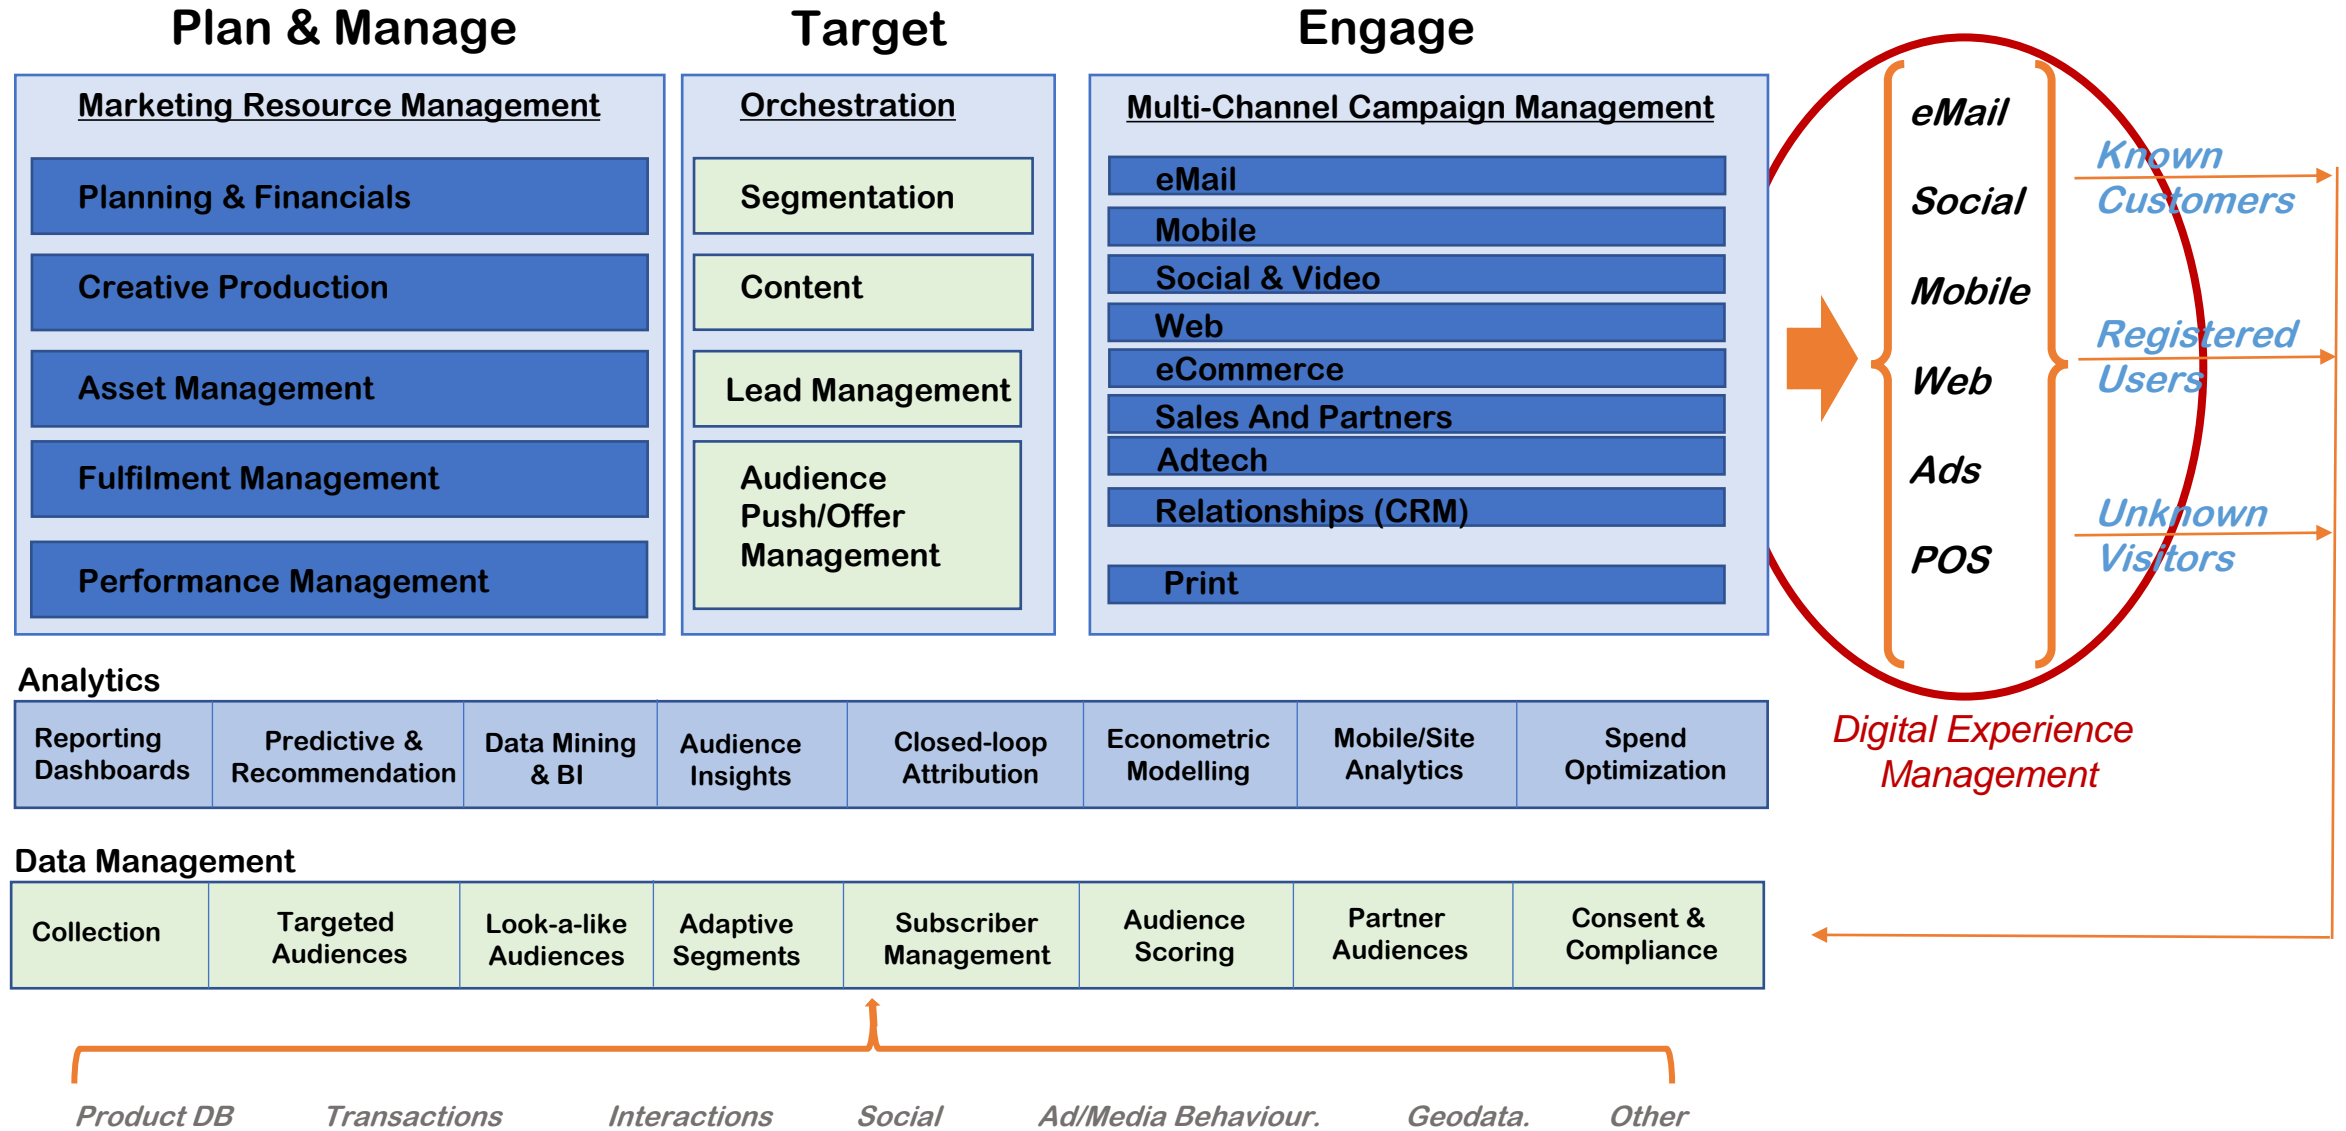 Plan & Manage
Target
Engage
Marketing Resource Management
Planning & Financials
Creative Production
Asset Management
Fulfilment Management
Performance Management
Orchestration
Segmentation
Content
Lead Management
Audience
Push/Offer
Management
Multi-Channel Campaign Management
eMail
Mobile
Social & Video
Web
eCommerce
Sales And Partners
Adtech
Relationships (CRM)
Print
eMail
Social
Mobile
Web
Ads
POS
Known
Customers
Registered
Users
Unknown
Visitors
Digital Experience
Management
Analytics
Reporting
Dashboards
Predictive &
Recommendation
Data Mining
& BI
Audience
Insights
Closed-loop
Attribution
Econometric
Modelling
Mobile/Site
Analytics
Spend
Optimization
Data Management
Collection
Targeted
Audiences
Look-a-like
Audiences
Adaptive
Segments
Subscriber
Management
Audience
Scoring
Partner
Audiences
Consent &
Compliance
Product DB
Transactions
Interactions
Social
Ad/Media Behaviour.
Geodata.
Other